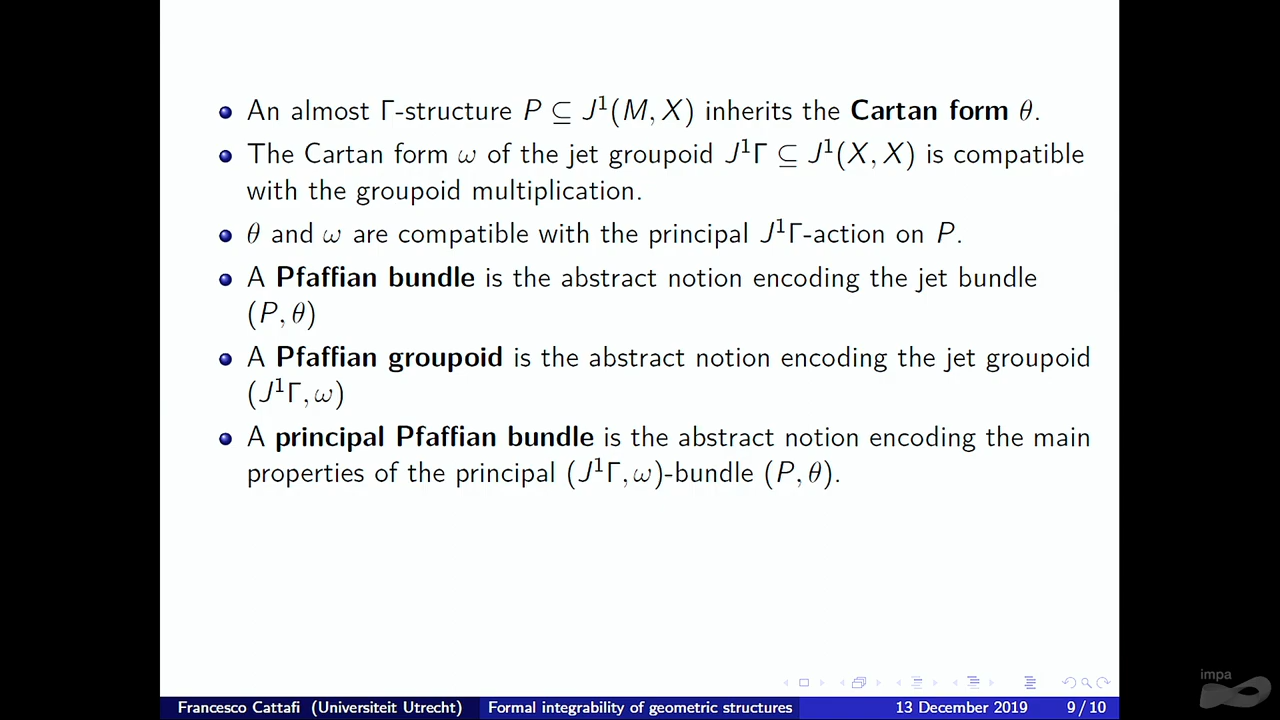 An almost Γ-structure P ⊆ J¹(M, X) inherits the Cartan form θ.
The Cartan form ω of the jet groupoid J¹Γ ⊆ J¹(X, X) is compatible
with the groupoid multiplication.
θ and ω are compatible with the principal J¹Γ-action on P.
A Pfaffian bundle is the abstract notion encoding the jet bundle
(P, θ)
A Pfaffian groupoid is the abstract notion encoding the jet groupoid
(J¹Γ, ω)
A principal Pfaffian bundle is the abstract notion encoding the main
properties of the principal (J¹Γ, ω)-bundle (P, θ).
impa
Francesco Cattafi (Universiteit Utrecht) Formal integrability of geometric structures 13 December 2019 9 / 10